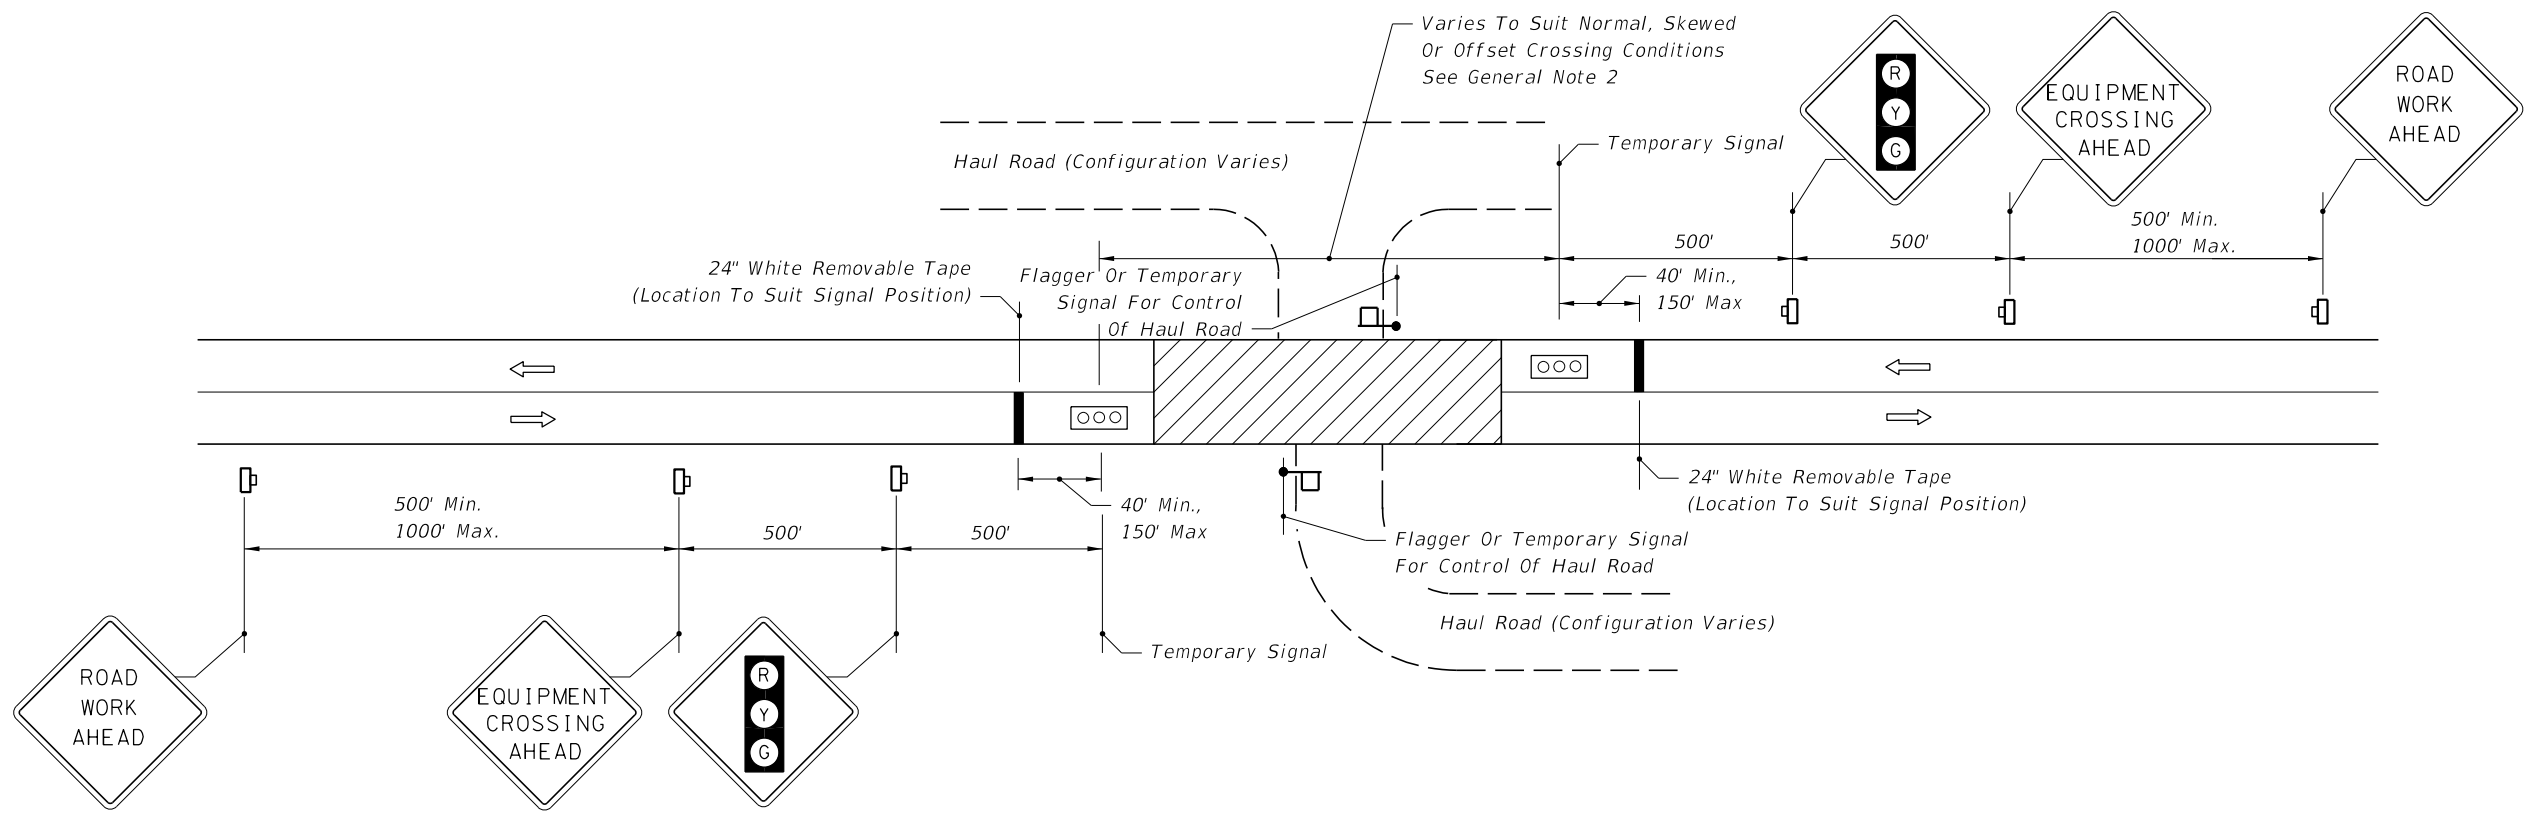 Varies To Suit Normal, Skewed
Or Offset Crossing Conditions
See General Note 2
R
Y
G
EQUIPMENT
CROSSING
AHEAD
ROAD
WORK
AHEAD
Haul Road (Configuration Varies)
Temporary Signal
500'
500'
500' Min.
1000' Max.
24" White Removable Tape
(Location To Suit Signal Position)
Flagger Or Temporary
Signal For Control
Of Haul Road
40' Min.,
150' Max
500' Min.
1000' Max.
500'
500'
40' Min.,
150' Max
24" White Removable Tape
(Location To Suit Signal Position)
Flagger Or Temporary Signal
For Control Of Haul Road
Haul Road (Configuration Varies)
Temporary Signal
ROAD
WORK
AHEAD
EQUIPMENT
CROSSING
AHEAD
R
Y
G